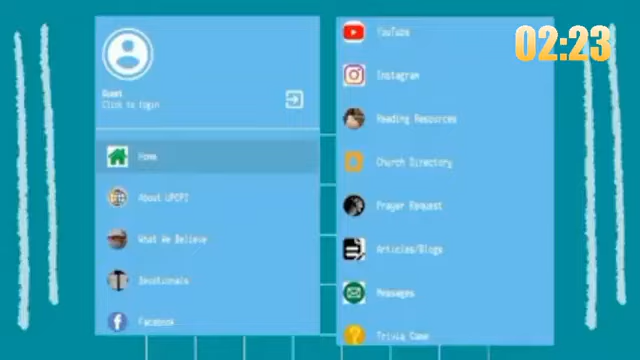 Guest
Click to login
Home
About UPCPI
What We Believe
Devotionals
Facebook
YouTube
Instagram
Reading Resources
Church Directory
Prayer Request
Articles/Blogs
Messages
Trivia Game
02:23